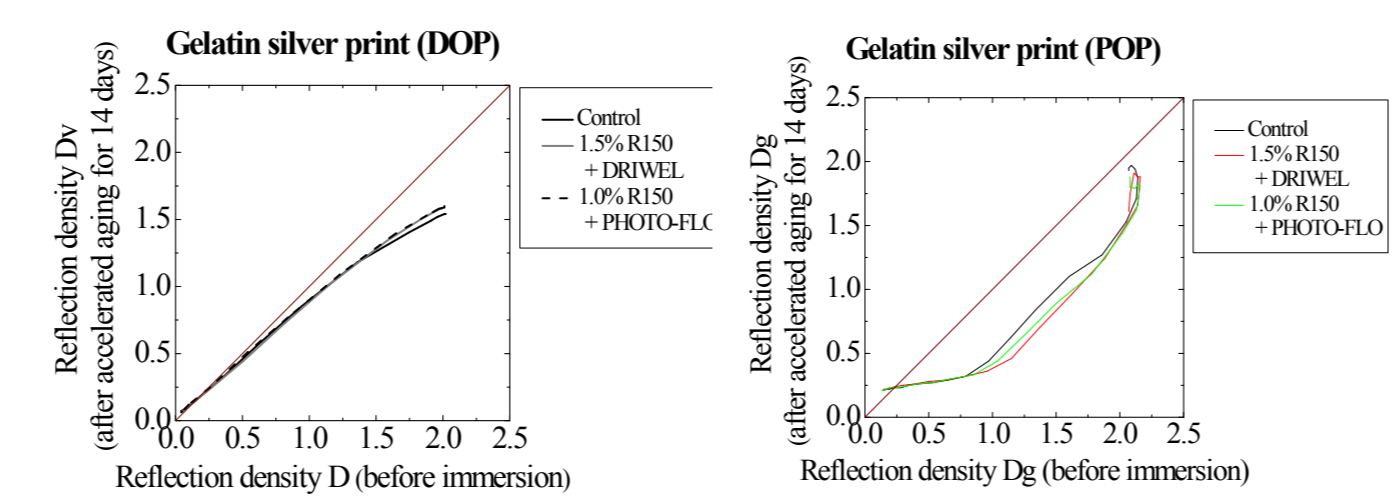 Gelatin silver print (DOP)
Reflection density Dv
(after accelerated aging for 14 days)
2.5
2.0
1.5
1.0
0.5
0.0
0.0 0.5 1.0 1.5 2.0 2.5
Reflection density D (before immersion)
Control
1.5% R150
+ DRIWEL
1.0% R150
+ PHOTO-FLO
Gelatin silver print (POP)
Reflection density Dg
(after accelerated aging for 14 days)
2.5
2.0
1.5
1.0
0.5
0.0
0.0 0.5 1.0 1.5 2.0 2.5
Reflection density Dg (before immersion)
Control
1.5% R150
+ DRIWEL
1.0% R150
+ PHOTO-FLO